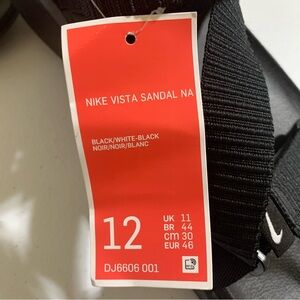 NIKE VISTA SANDAL NA
BLACK/WHITE-BLACK
NOIR/NOIR/BLANC
12
UK 11
BR 44
CM 30
EUR 46
DJ6606 001